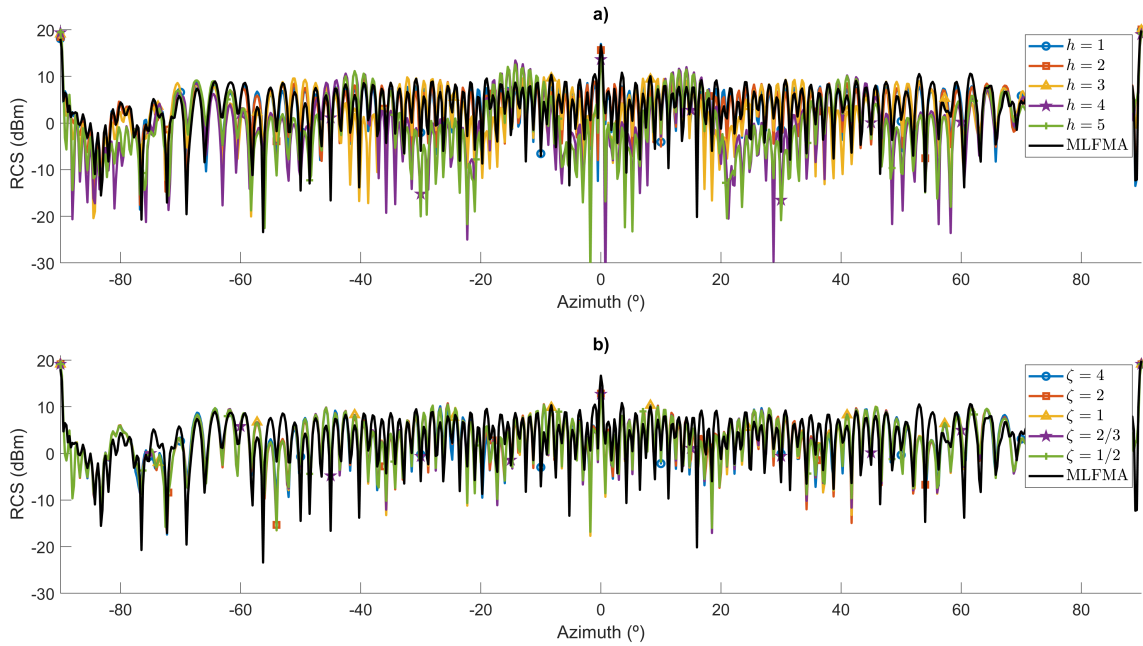 a)
20
10
0
-10
-20
-30
RCS (dBm)
-80 -60 -40 -20 0 20 40 60 80
Azimuth (º)
h = 1
h = 2
h = 3
h = 4
h = 5
MLFMA
b)
20
10
0
-10
-20
-30
RCS (dBm)
-80 -60 -40 -20 0 20 40 60 80
Azimuth (º)
ζ = 4
ζ = 2
ζ = 1
ζ = 2/3
ζ = 1/2
MLFMA